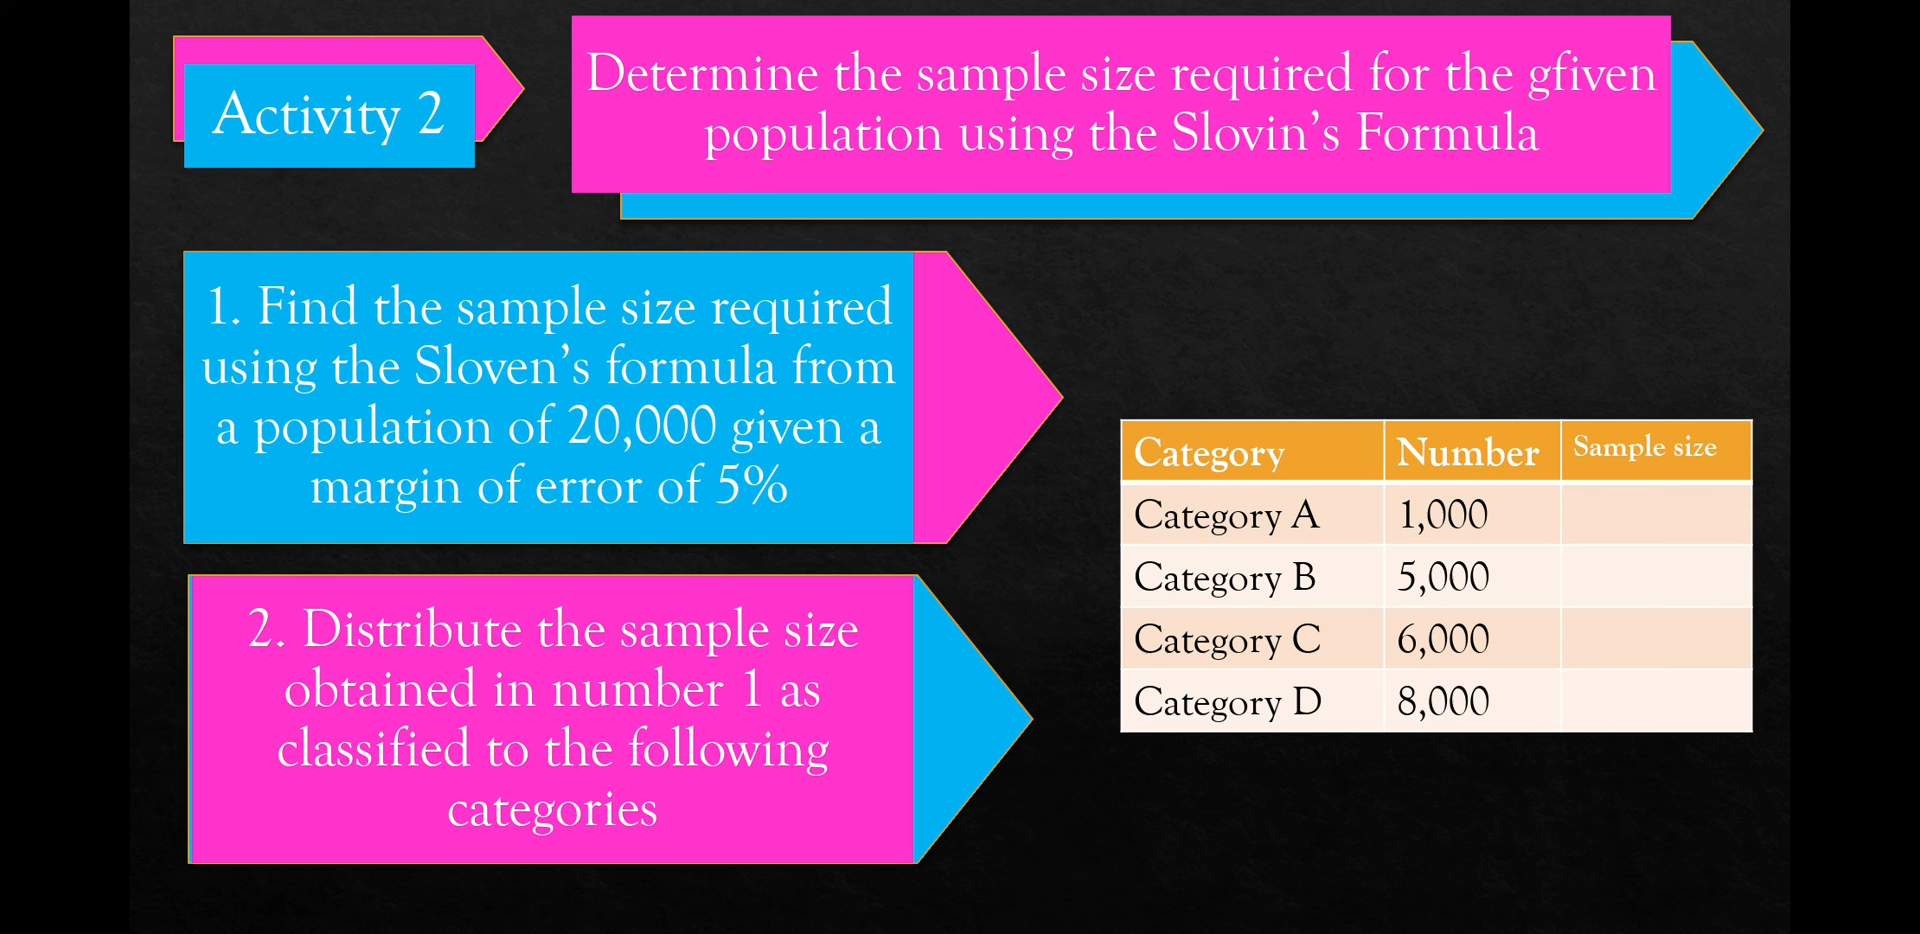 Activity 2
Determine the sample size required for the gfiven
population using the Slovin’s Formula
1. Find the sample size required
using the Sloven’s formula from
a population of 20,000 given a
margin of error of 5%
2. Distribute the sample size
obtained in number 1 as
classified to the following
categories
Category Number Sample size
Category A 1,000
Category B 5,000
Category C 6,000
Category D 8,000